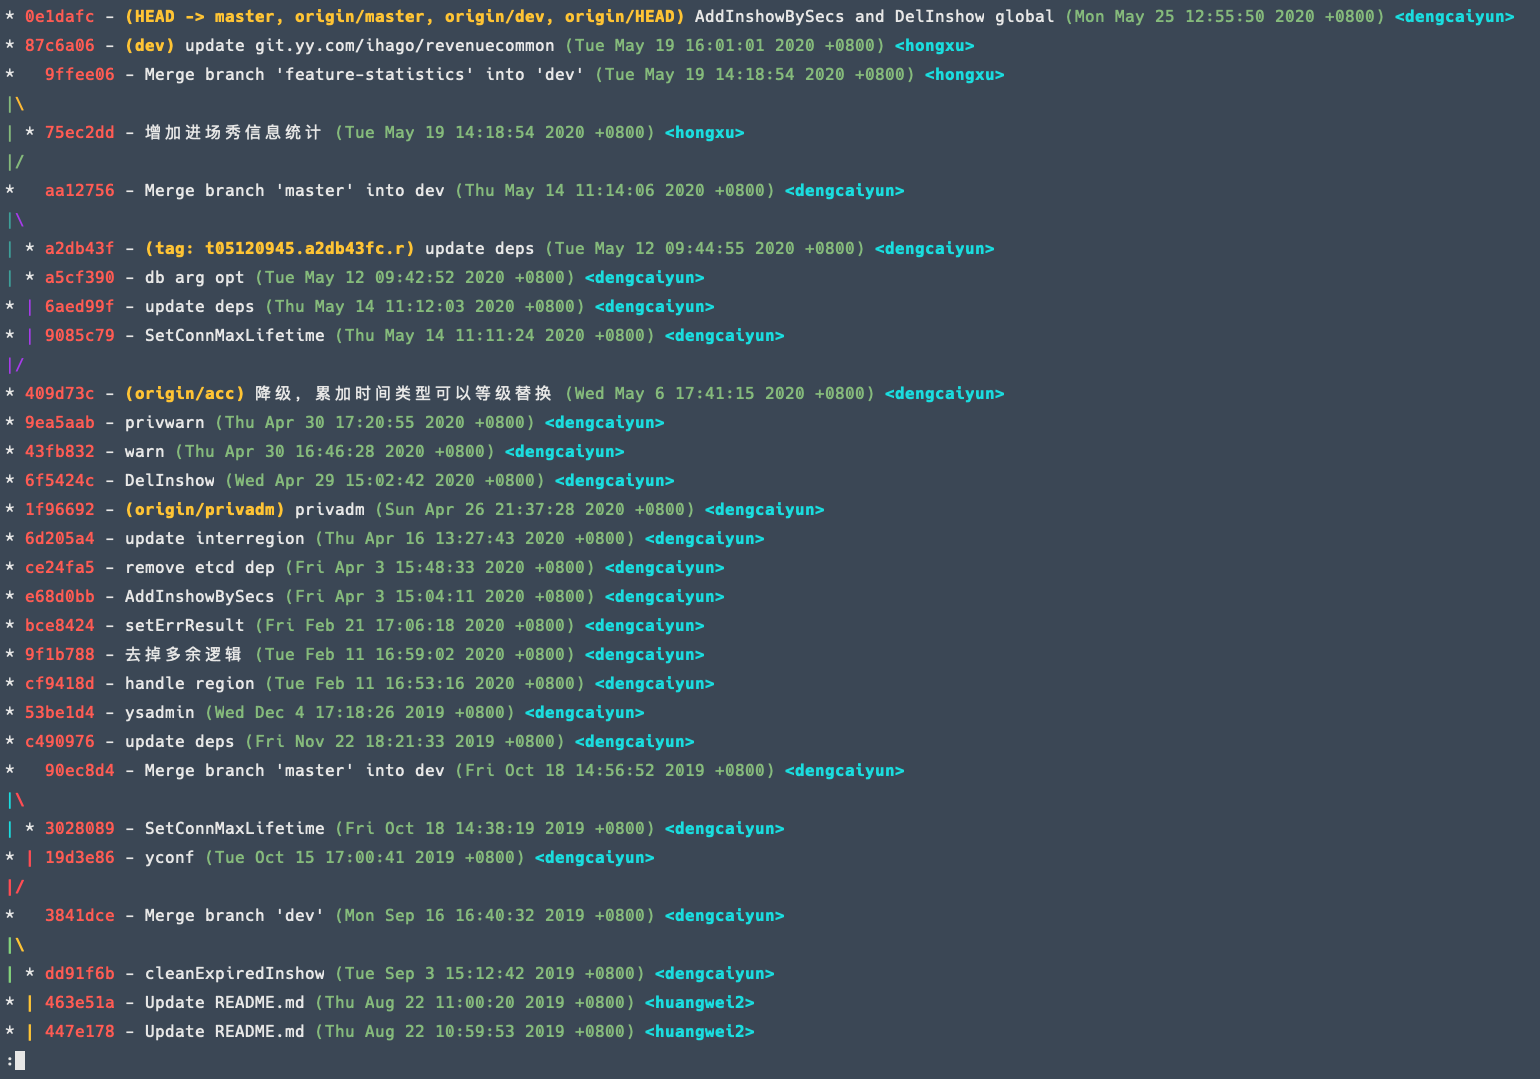 * 0e1dafc - (HEAD -> master, origin/master, origin/dev, origin/HEAD) AddInshowBySecs and DelInshow global (Mon May 25 12:55:50 2020 +0800) <dengcaiyun>
* 87c6a06 - (dev) update git.yy.com/ihago/revenuecommon (Tue May 19 16:01:01 2020 +0800) <hongxu>
*   9ffee06 - Merge branch 'feature-statistics' into 'dev' (Tue May 19 14:18:54 2020 +0800) <hongxu>
|\
| * 75ec2dd - 增加进场秀信息统计 (Tue May 19 14:18:54 2020 +0800) <hongxu>
|/
*   aa12756 - Merge branch 'master' into dev (Thu May 14 11:14:06 2020 +0800) <dengcaiyun>
|\
| * a2db43f - (tag: t05120945.a2db43fc.r) update deps (Tue May 12 09:44:55 2020 +0800) <dengcaiyun>
| * a5cf390 - db arg opt (Tue May 12 09:42:52 2020 +0800) <dengcaiyun>
* | 6aed99f - update deps (Thu May 14 11:12:03 2020 +0800) <dengcaiyun>
* | 9085c79 - SetConnMaxLifetime (Thu May 14 11:11:24 2020 +0800) <dengcaiyun>
|/
* 409d73c - (origin/acc) 降级，累加时间类型可以等级替换 (Wed May 6 17:41:15 2020 +0800) <dengcaiyun>
* 9ea5aab - privwarn (Thu Apr 30 17:20:55 2020 +0800) <dengcaiyun>
* 43fb832 - warn (Thu Apr 30 16:46:28 2020 +0800) <dengcaiyun>
* 6f5424c - DelInshow (Wed Apr 29 15:02:42 2020 +0800) <dengcaiyun>
* 1f96692 - (origin/privadm) privadm (Sun Apr 26 21:37:28 2020 +0800) <dengcaiyun>
* 6d205a4 - update interregion (Thu Apr 16 13:27:43 2020 +0800) <dengcaiyun>
* ce24fa5 - remove etcd dep (Fri Apr 3 15:48:33 2020 +0800) <dengcaiyun>
* e68d0bb - AddInshowBySecs (Fri Apr 3 15:04:11 2020 +0800) <dengcaiyun>
* bce8424 - setErrResult (Fri Feb 21 17:06:18 2020 +0800) <dengcaiyun>
* 9f1b788 - 去掉多余逻辑 (Tue Feb 11 16:59:02 2020 +0800) <dengcaiyun>
* cf9418d - handle region (Tue Feb 11 16:53:16 2020 +0800) <dengcaiyun>
* 53be1d4 - ysadmin (Wed Dec 4 17:18:26 2019 +0800) <dengcaiyun>
* c490976 - update deps (Fri Nov 22 18:21:33 2019 +0800) <dengcaiyun>
*   90ec8d4 - Merge branch 'master' into dev (Fri Oct 18 14:56:52 2019 +0800) <dengcaiyun>
|\
| * 3028089 - SetConnMaxLifetime (Fri Oct 18 14:38:19 2019 +0800) <dengcaiyun>
* | 19d3e86 - yconf (Tue Oct 15 17:00:41 2019 +0800) <dengcaiyun>
|/
*   3841dce - Merge branch 'dev' (Mon Sep 16 16:40:32 2019 +0800) <dengcaiyun>
|\
| * dd91f6b - cleanExpiredInshow (Tue Sep 3 15:12:42 2019 +0800) <dengcaiyun>
* | 463e51a - Update README.md (Thu Aug 22 11:00:20 2019 +0800) <huangwei2>
* | 447e178 - Update README.md (Thu Aug 22 10:59:53 2019 +0800) <huangwei2>
: